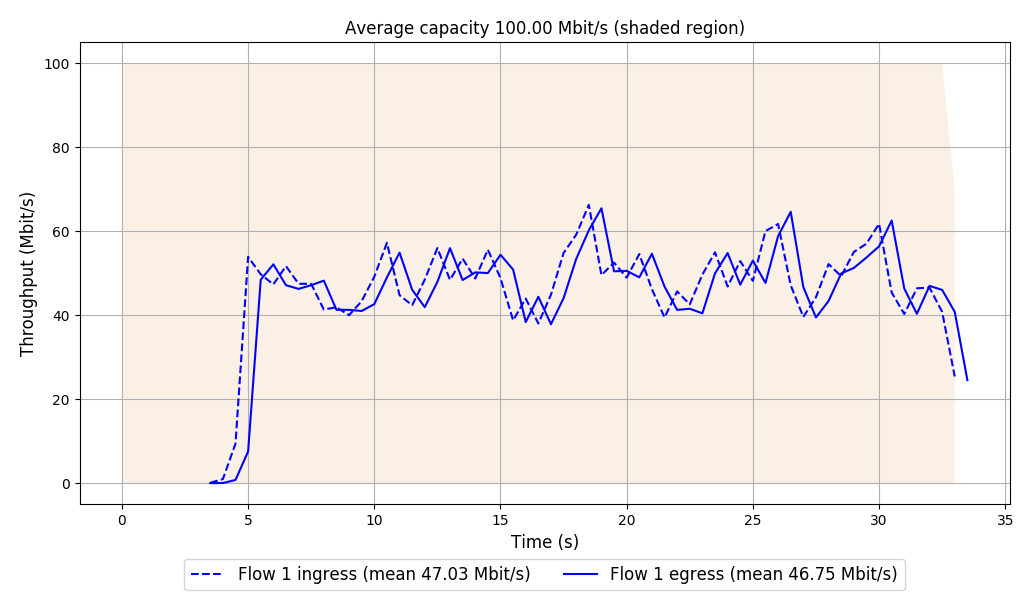 Average capacity 100.00 Mbit/s (shaded region)
100
80
60
40
20
0
Throughput (Mbit/s)
0 5 10 15 20 25 30 35
Time (s)
Flow 1 ingress (mean 47.03 Mbit/s) Flow 1 egress (mean 46.75 Mbit/s)